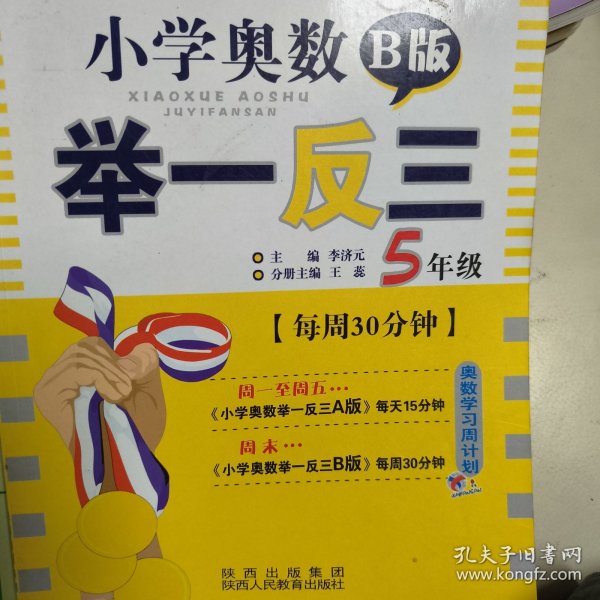 小学奥数 B版
XIAOXUE AOSHU
JUYIFANSAN
举一反三
主 编 李济元
分册主编 王 蕊
5年级
【每周30分钟】
周一至周五···
《小学奥数举一反三A版》每天15分钟
周末···
《小学奥数举一反三B版》每周30分钟
奥数学习周计划
JUYIFANSAN
陕西出版集团
陕西人民教育出版社
孔夫子旧书网
www.kongfz.com